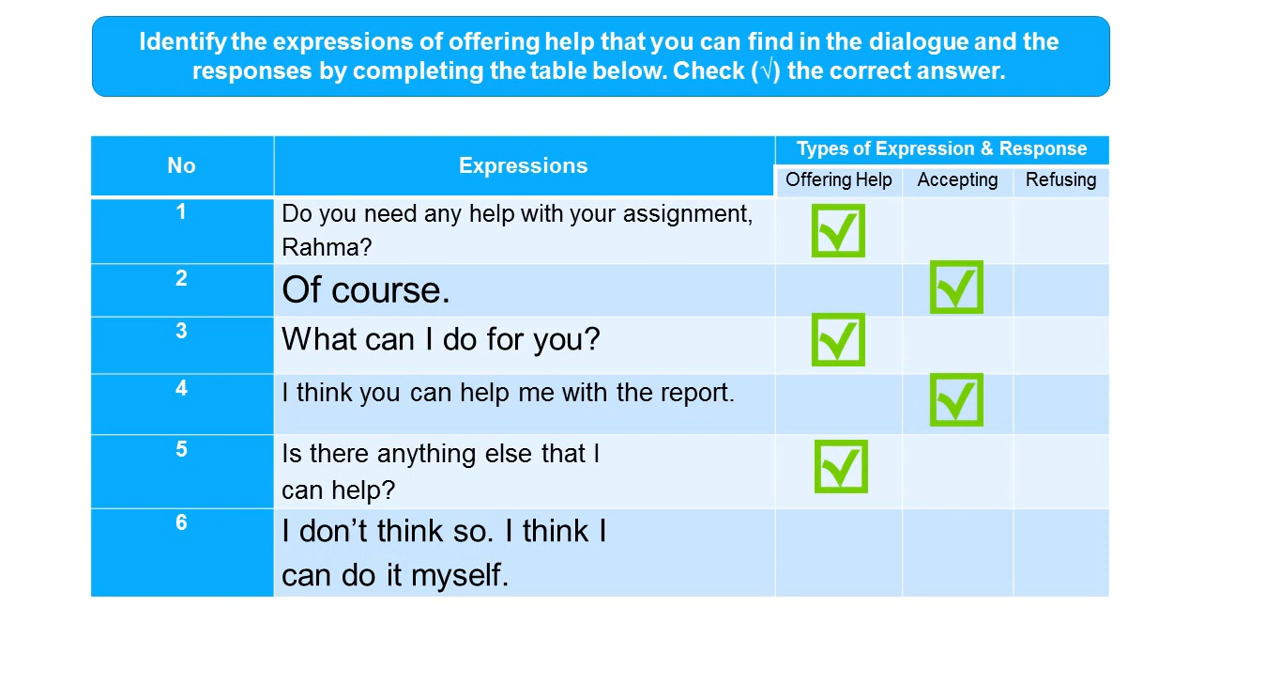 Identify the expressions of offering help that you can find in the dialogue and the
responses by completing the table below. Check (√) the correct answer.
No
Expressions
Types of Expression & Response
Offering Help
Accepting
Refusing
1
Do you need any help with your assignment,
Rahma?
2
Of course.
3
What can I do for you?
4
I think you can help me with the report.
5
Is there anything else that I
can help?
6
I don’t think so. I think I
can do it myself.